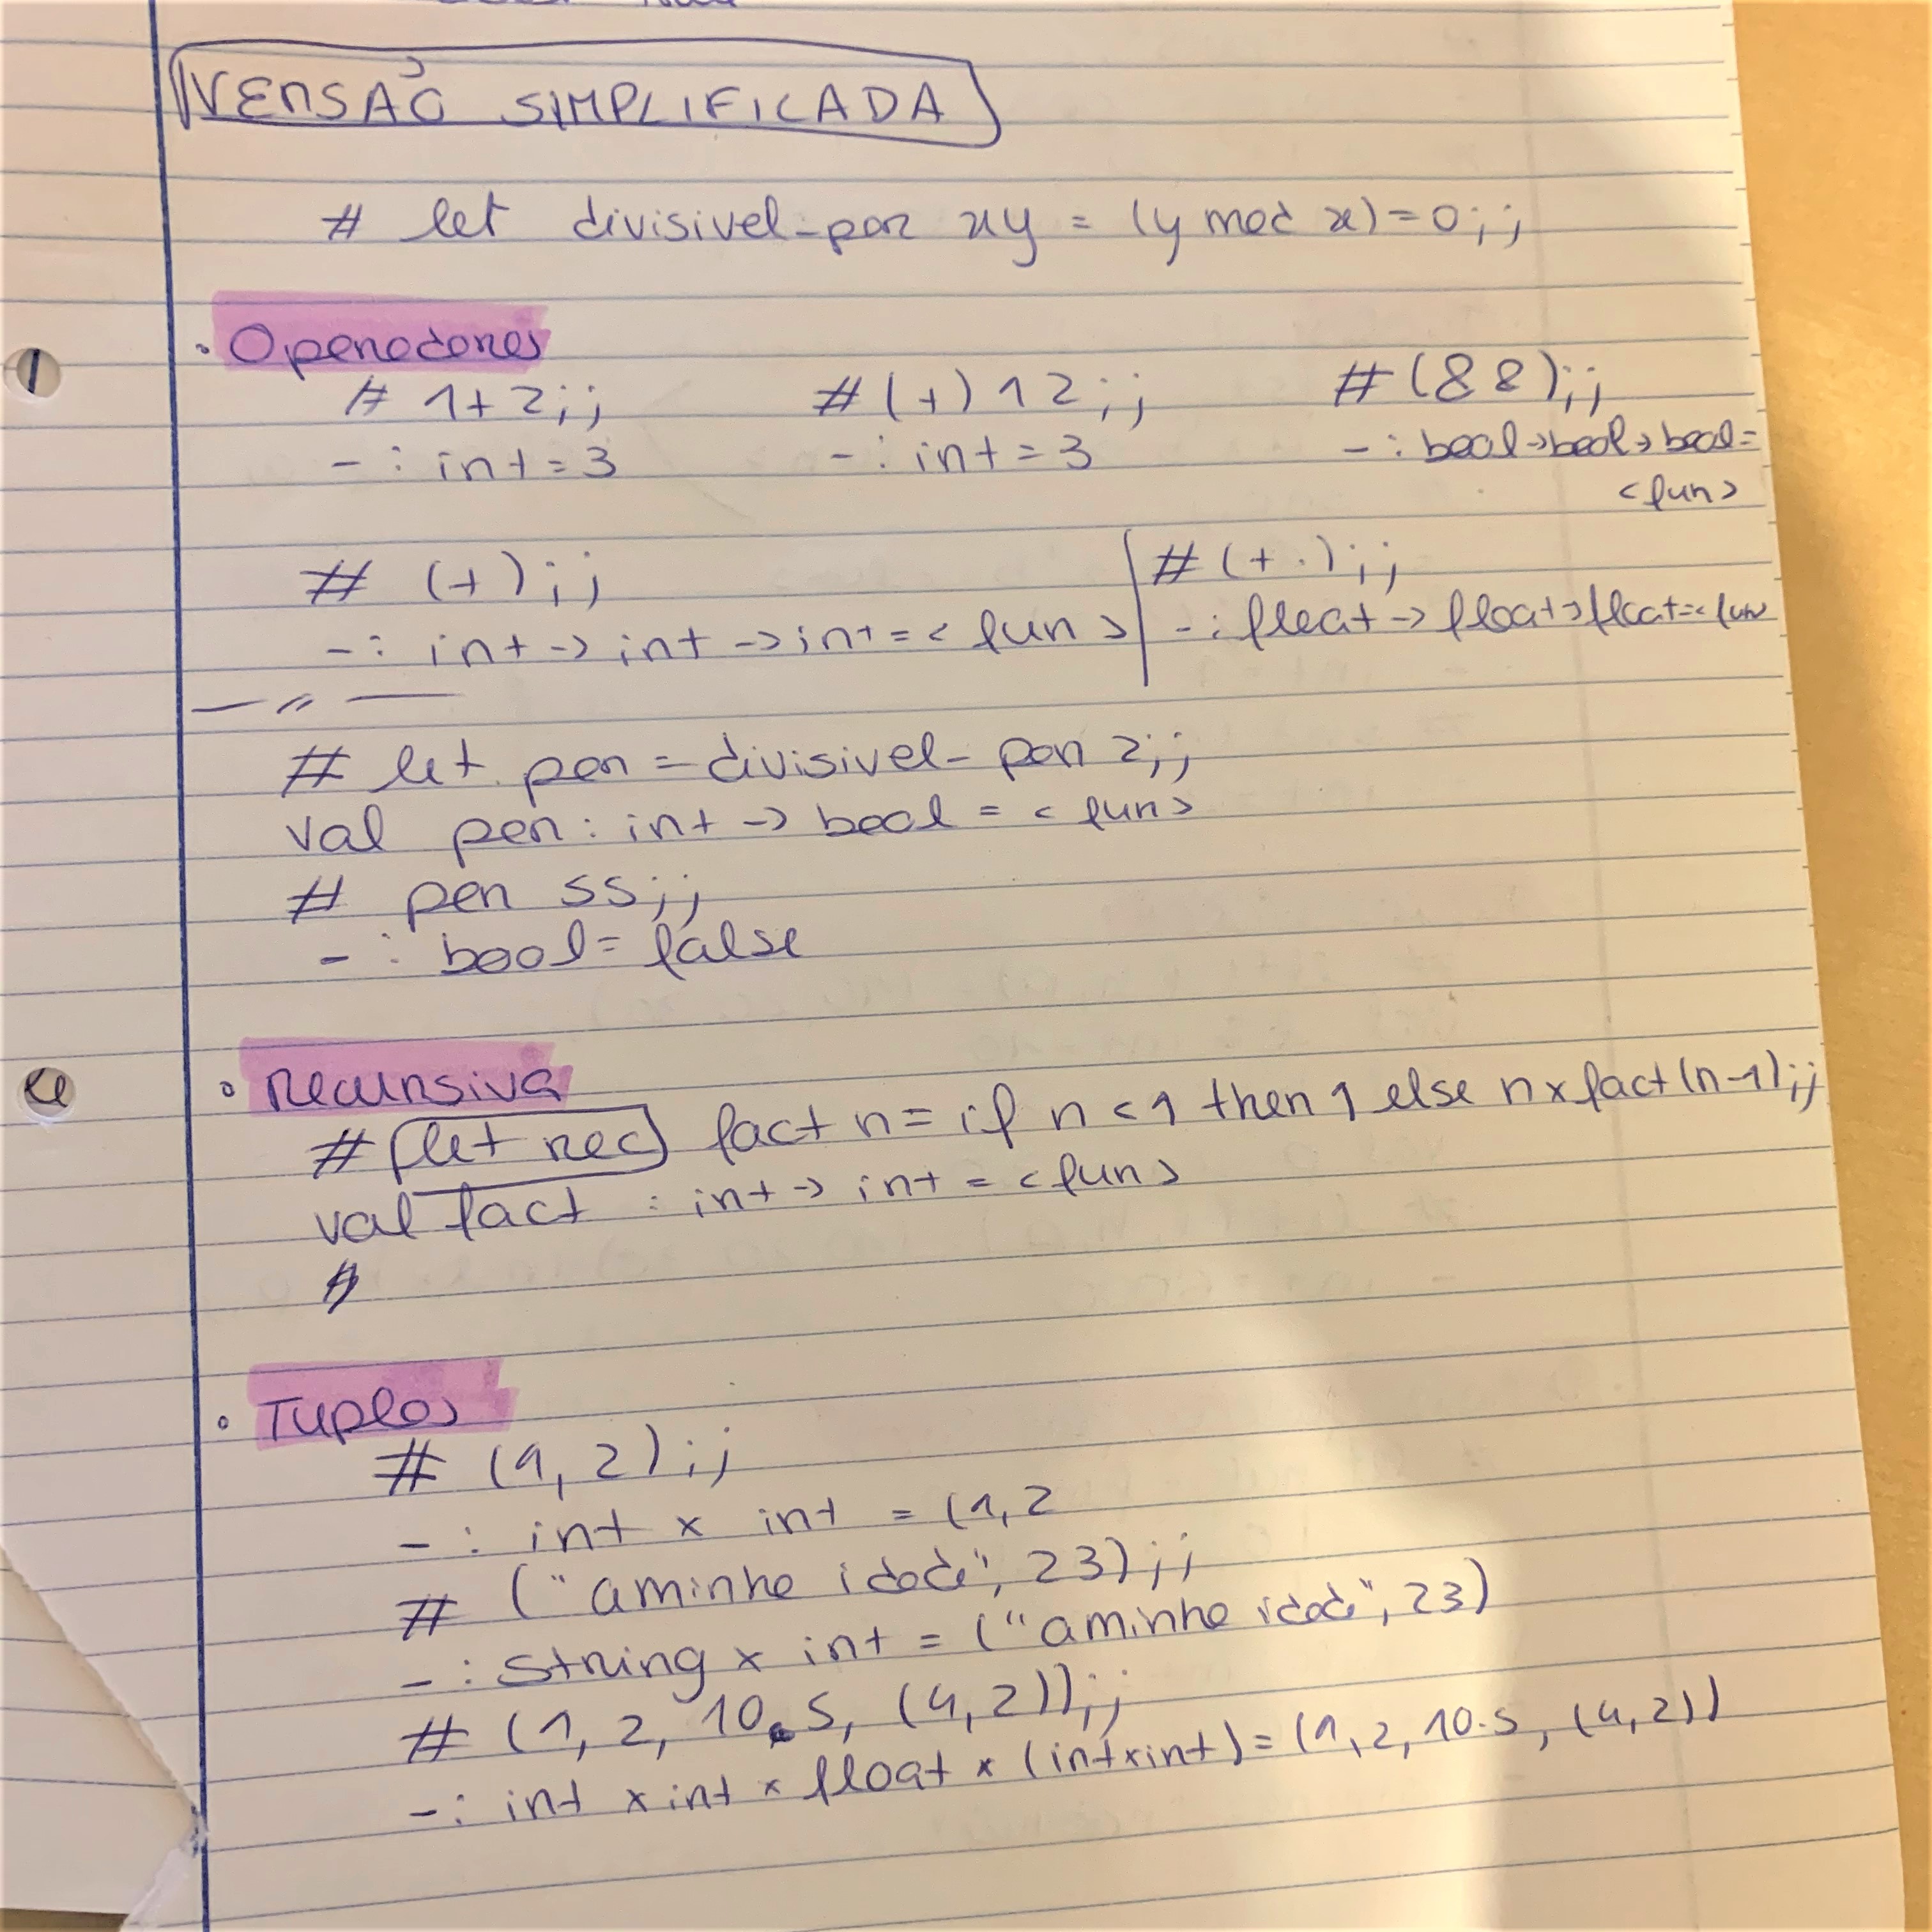 VERSÃO SIMPLIFICADA
# let divisivel_por x y = (y mod x) = 0;;
• Operadores
# 1+2;; # (+) 1 2;; # (&&);;
- : int = 3 - : int = 3 - : bool -> bool -> bool =
<fun>
# (+);; # (+.);;
- : int -> int -> int = <fun> - : float -> float -> float = <fun
— // —
# let par = divisivel_por 2;;
val par : int -> bool = <fun>
# par 55;;
- : bool = false
• Recursiva
# let rec fact n = if n < 1 then 1 else n x fact (n-1);;
val fact : int -> int = <fun>
#
• Tuplos
# (1, 2);;
- : int x int = (1, 2
# ("a minha idade", 23);;
- : string x int = ("a minha idade", 23)
# (1, 2, 10.5, (4, 2));;
- : int x int x float x (int x int) = (1, 2, 10.5, (4, 2))